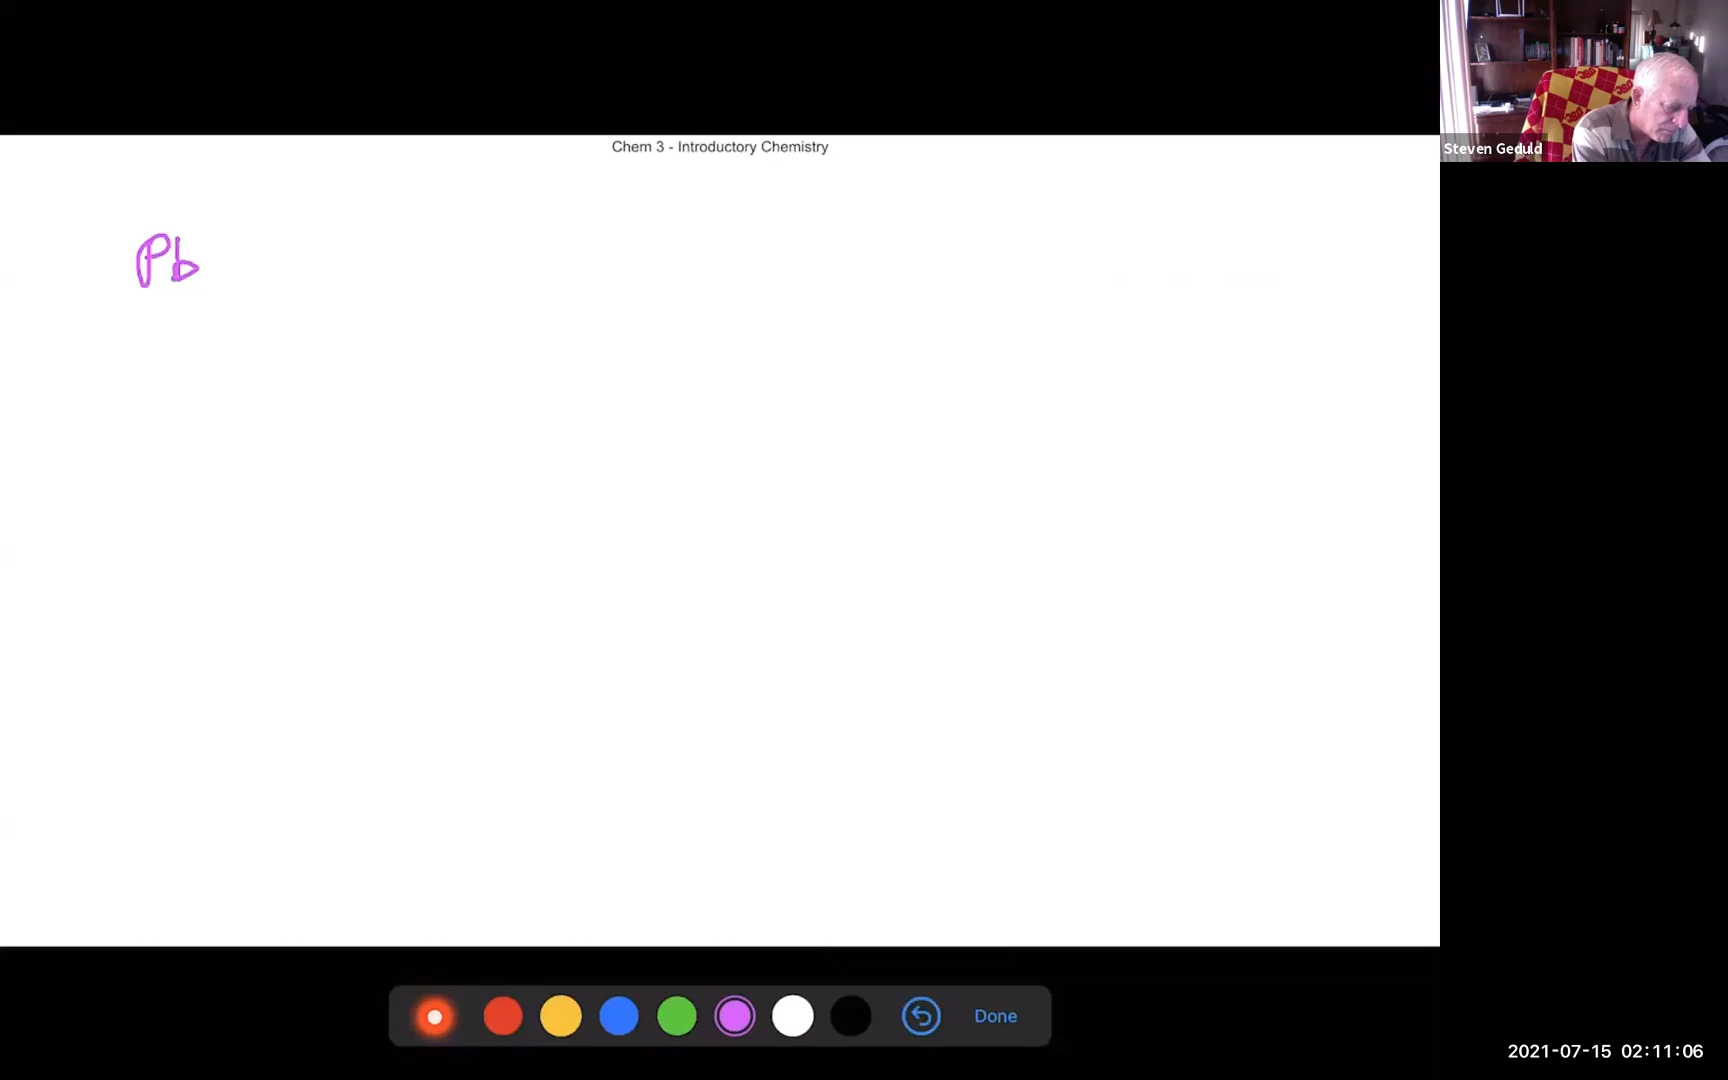 Chem 3 - Introductory Chemistry
Steven Geduld
Pb
Done
2021-07-15 02:11:06